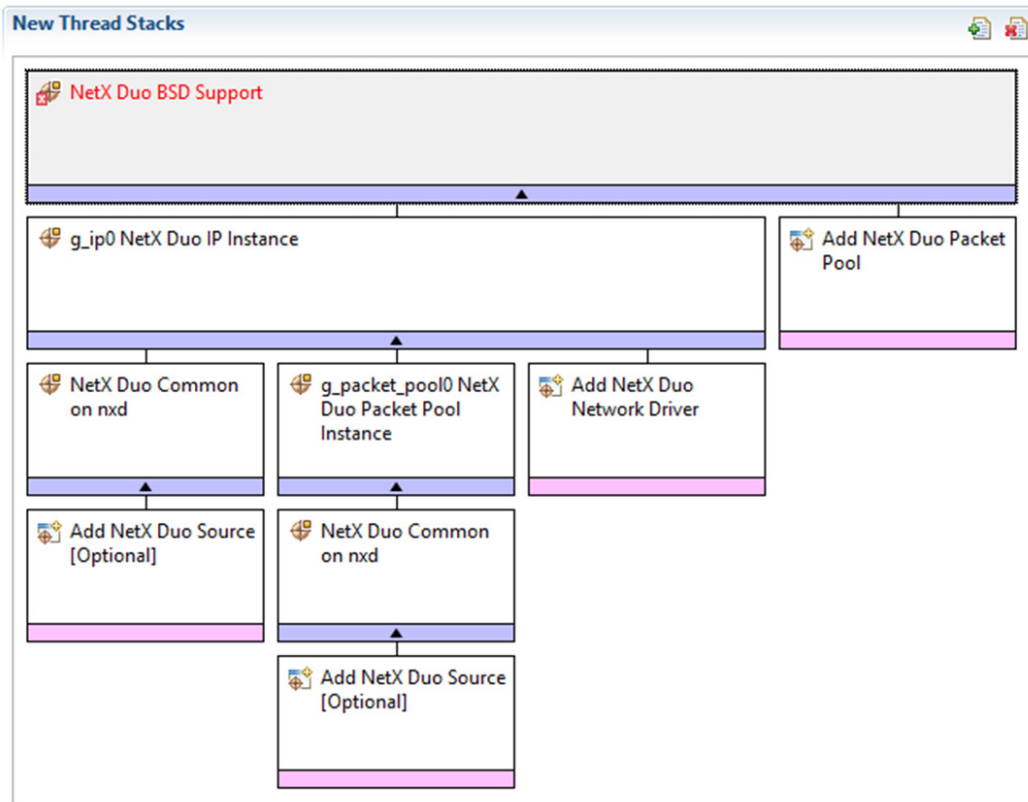 New Thread Stacks
NetX Duo BSD Support
g_ip0 NetX Duo IP Instance
Add NetX Duo Packet
Pool
NetX Duo Common
on nxd
g_packet_pool0 NetX
Duo Packet Pool
Instance
Add NetX Duo
Network Driver
Add NetX Duo Source
[Optional]
NetX Duo Common
on nxd
Add NetX Duo Source
[Optional]